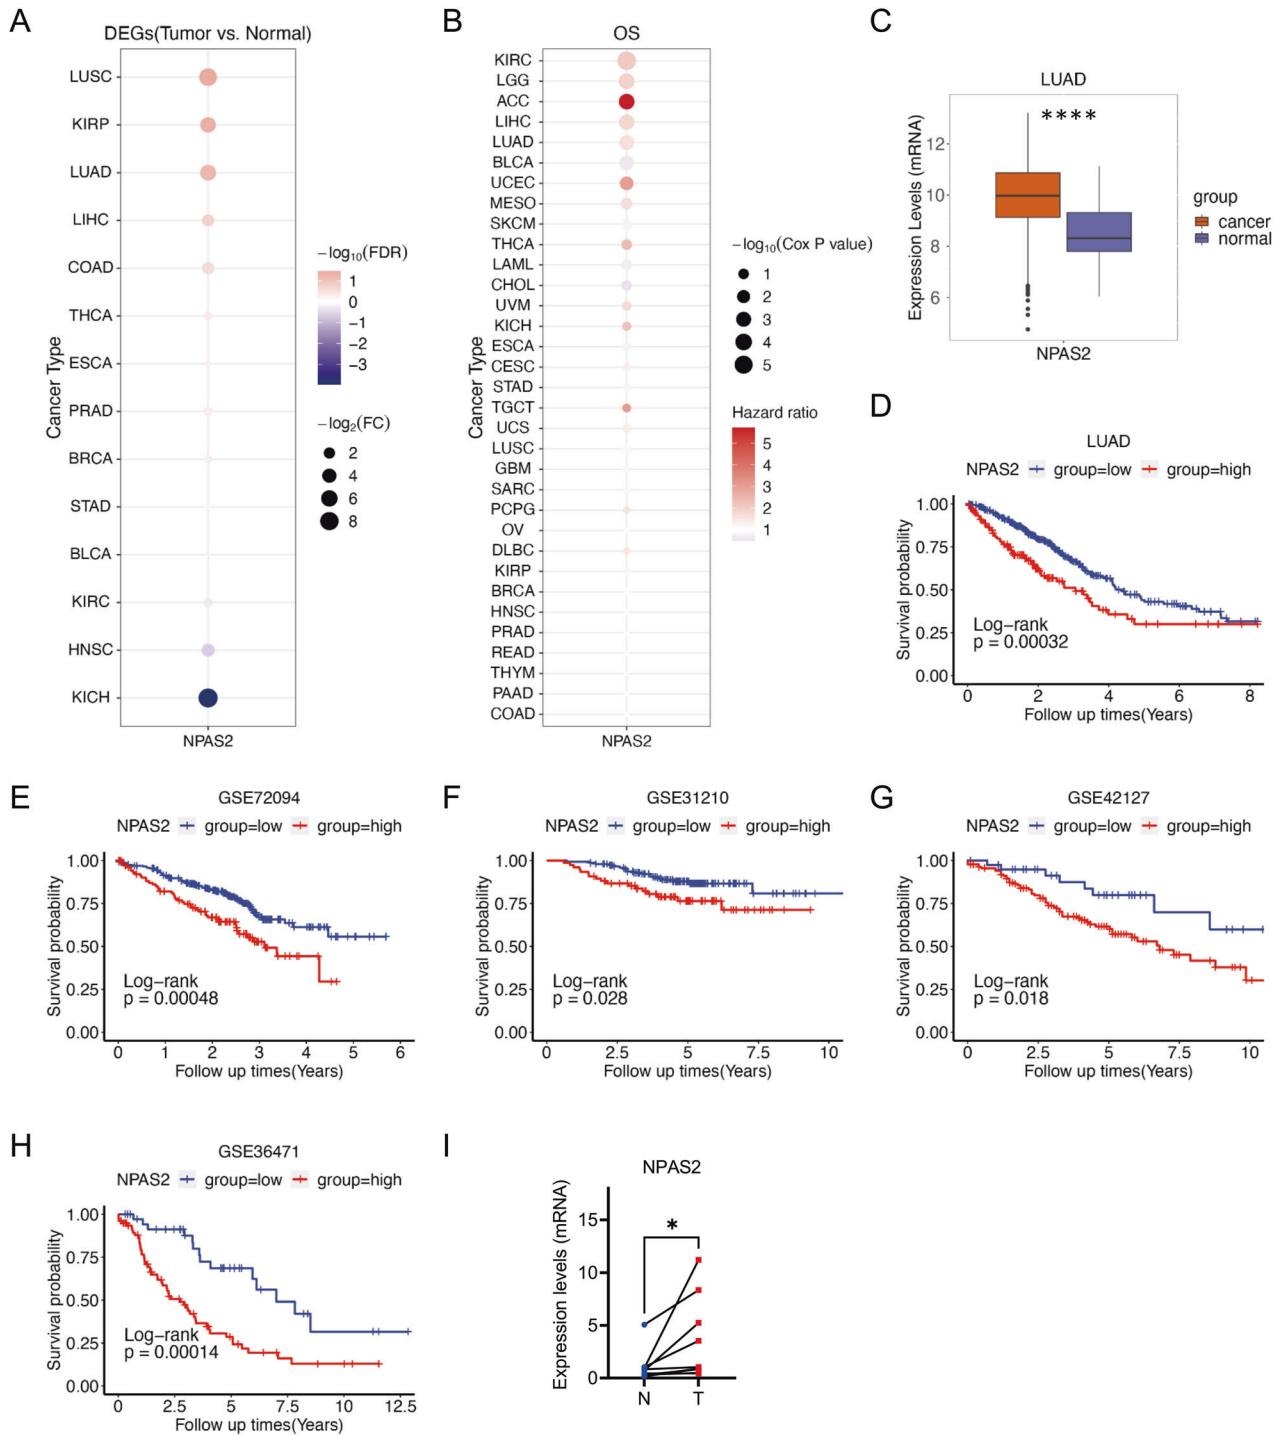 A
DEGs(Tumor vs. Normal)
Cancer Type
LUSC
KIRP
LUAD
LIHC
COAD
THCA
ESCA
PRAD
BRCA
STAD
BLCA
KIRC
HNSC
KICH
NPAS2
−log10(FDR)
1
0
−1
−2
−3
−log2(FC)
2
4
6
8
B
OS
Cancer Type
KIRC
LGG
ACC
LIHC
LUAD
BLCA
UCEC
MESO
SKCM
THCA
LAML
CHOL
UVM
KICH
ESCA
CESC
STAD
TGCT
UCS
LUSC
GBM
SARC
PCPG
OV
DLBC
KIRP
BRCA
HNSC
PRAD
READ
THYM
PAAD
COAD
NPAS2
−log10(Cox P value)
1
2
3
4
5
Hazard ratio
5
4
3
2
1
C
LUAD
Expression Levels (mRNA)
12
10
8
6
****
NPAS2
group
cancer
normal
D
LUAD
NPAS2 group=low group=high
Survival probability
1.00
0.75
0.50
0.25
0.00
Log−rank
p = 0.00032
0 2 4 6 8
Follow up times(Years)
E
GSE72094
NPAS2 group=low group=high
Survival probability
1.00
0.75
0.50
0.25
0.00
Log−rank
p = 0.00048
0 1 2 3 4 5 6
Follow up times(Years)
F
GSE31210
NPAS2 group=low group=high
Survival probability
1.00
0.75
0.50
0.25
0.00
Log−rank
p = 0.028
0 2.5 5 7.5 10
Follow up times(Years)
G
GSE42127
NPAS2 group=low group=high
Survival probability
1.00
0.75
0.50
0.25
0.00
Log−rank
p = 0.018
0 2.5 5 7.5 10
Follow up times(Years)
H
GSE36471
NPAS2 group=low group=high
Survival probability
1.00
0.75
0.50
0.25
0.00
Log−rank
p = 0.00014
0 2.5 5 7.5 10 12.5
Follow up times(Years)
I
NPAS2
Expression levels (mRNA)
15
10
5
0
*
N T